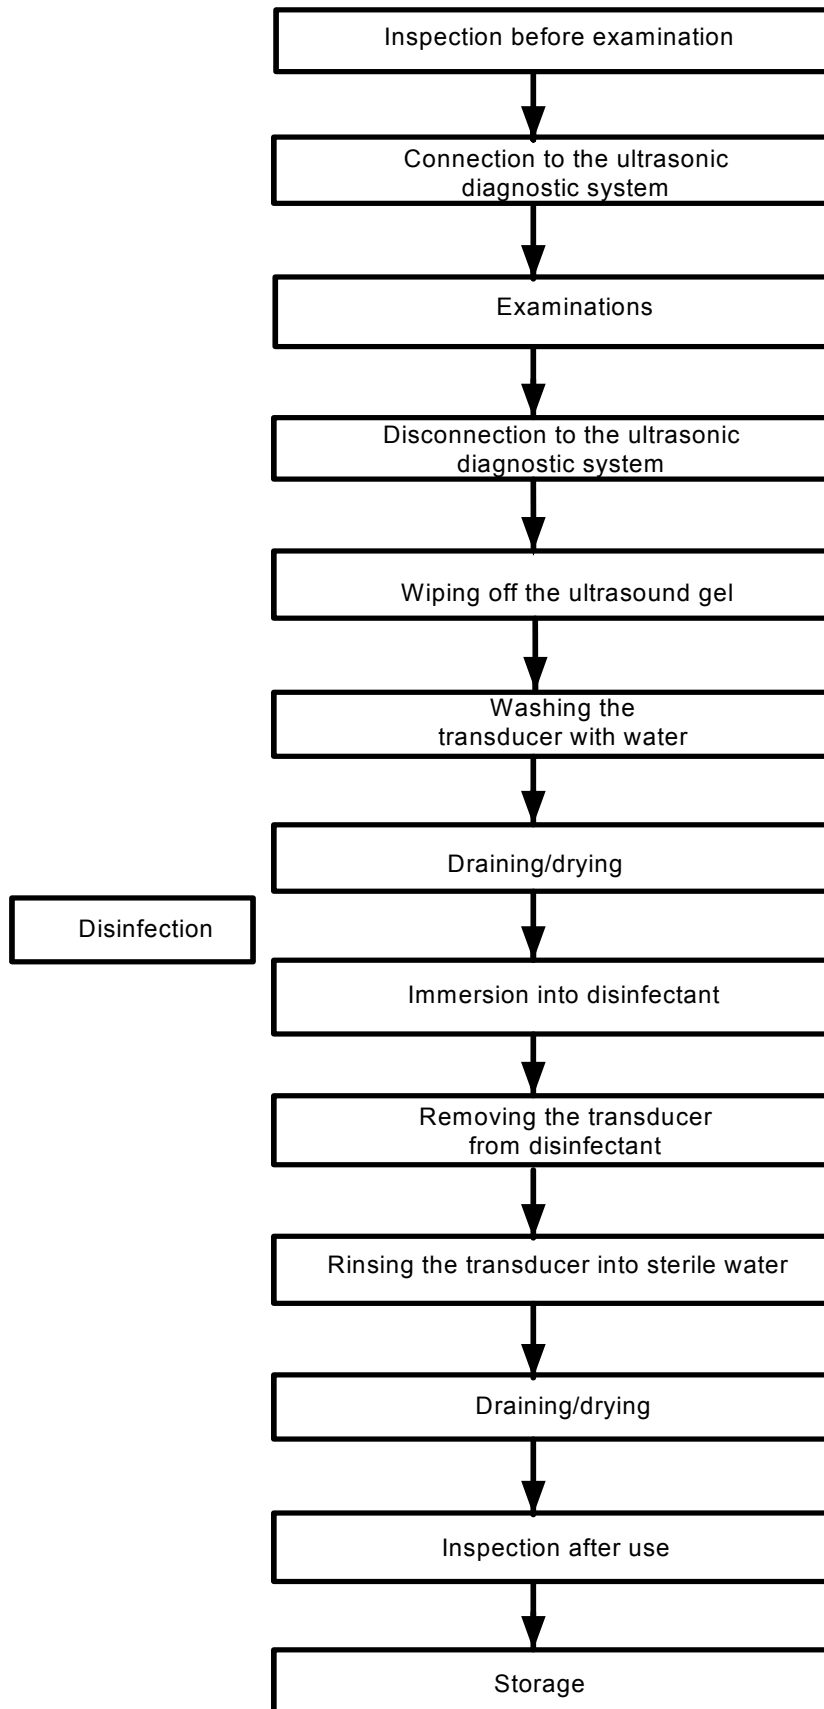 Inspection before examination
Connection to the ultrasonic
diagnostic system
Examinations
Disconnection to the ultrasonic
diagnostic system
Wiping off the ultrasound gel
Washing the
transducer with water
Draining/drying
Disinfection
Immersion into disinfectant
Removing the transducer
from disinfectant
Rinsing the transducer into sterile water
Draining/drying
Inspection after use
Storage